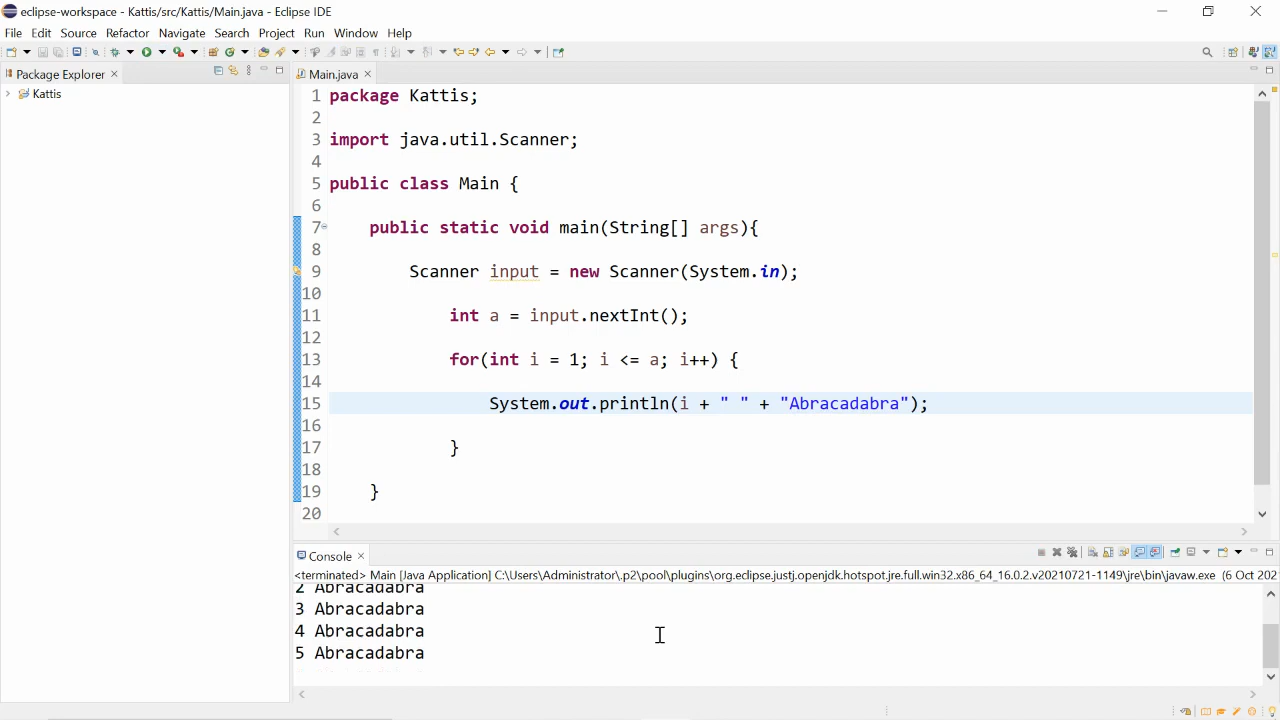 eclipse-workspace - Kattis/src/Kattis/Main.java - Eclipse IDE
File Edit Source Refactor Navigate Search Project Run Window Help
Package Explorer
Main.java
Kattis
1 package Kattis;
2
3 import java.util.Scanner;
4
5 public class Main {
6
7 public static void main(String[] args){
8
9 Scanner input = new Scanner(System.in);
10
11 int a = input.nextInt();
12
13 for(int i = 1; i <= a; i++) {
14
15 System.out.println(i + " " + "Abracadabra");
16
17 }
18
19 }
20
Console
<terminated> Main [Java Application] C:\Users\Administrator\.p2\pool\plugins\org.eclipse.justj.openjdk.hotspot.jre.full.win32.x86_64_16.0.2.v20210721-1149\jre\bin\javaw.exe (6 Oct 202
2 Abracadabra
3 Abracadabra
4 Abracadabra
5 Abracadabra